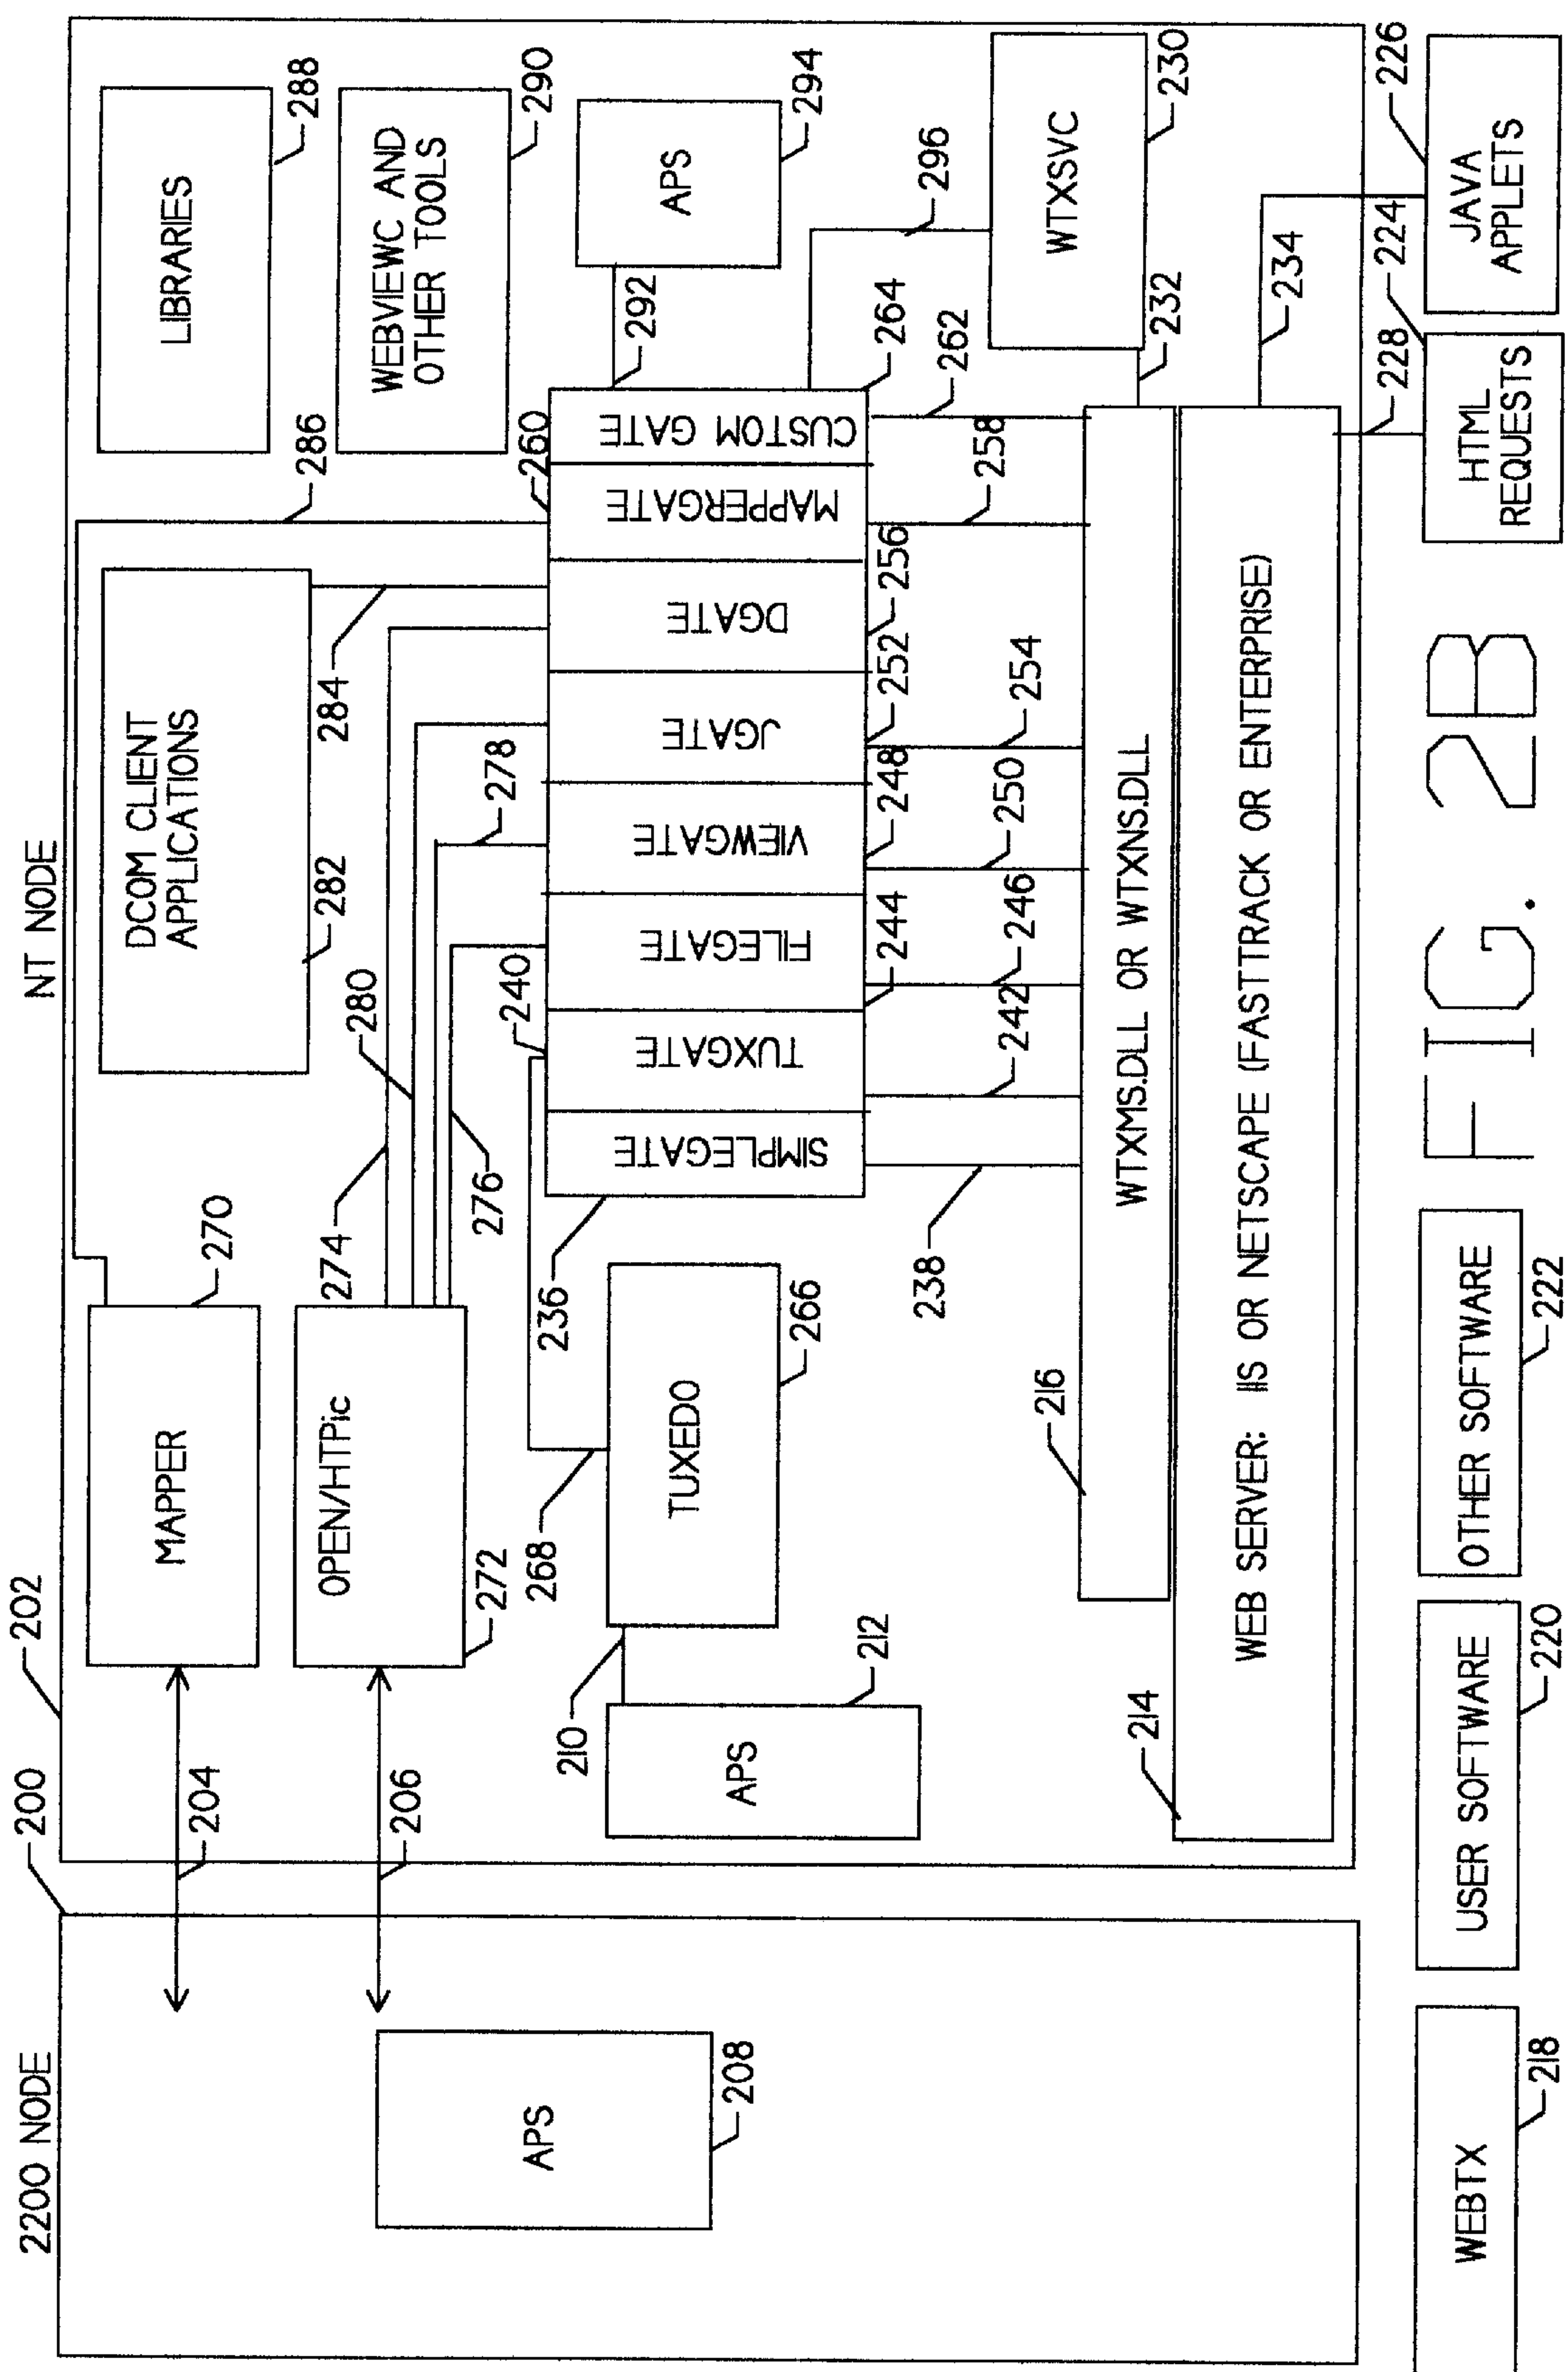 2200 NODE
200
202
NT NODE
APS
208
204
206
MAPPER
270
OPEN/HTPic
272
274
280
276
278
DCOM CLIENT
APPLICATIONS
282
284
286
LIBRARIES
288
WEBVIEWC AND
OTHER TOOLS
290
APS
212
210
TUXEDO
266
268
236
240
SIMPLEGATE
TUXGATE
FILEGATE
VIEWGATE
JGATE
DGATE
MAPPERGATE
CUSTOM GATE
260
244
248
252
256
264
292
APS
294
296
238
242
246
250
254
258
262
WTXSVC
230
232
216
WTXMS.DLL OR WTXNS.DLL
214
WEB SERVER: IIS OR NETSCAPE (FASTTRACK OR ENTERPRISE)
234
228
224
226
WEBTX
218
USER SOFTWARE
220
OTHER SOFTWARE
222
HTML
REQUESTS
JAVA
APPLETS
FIG. 2B